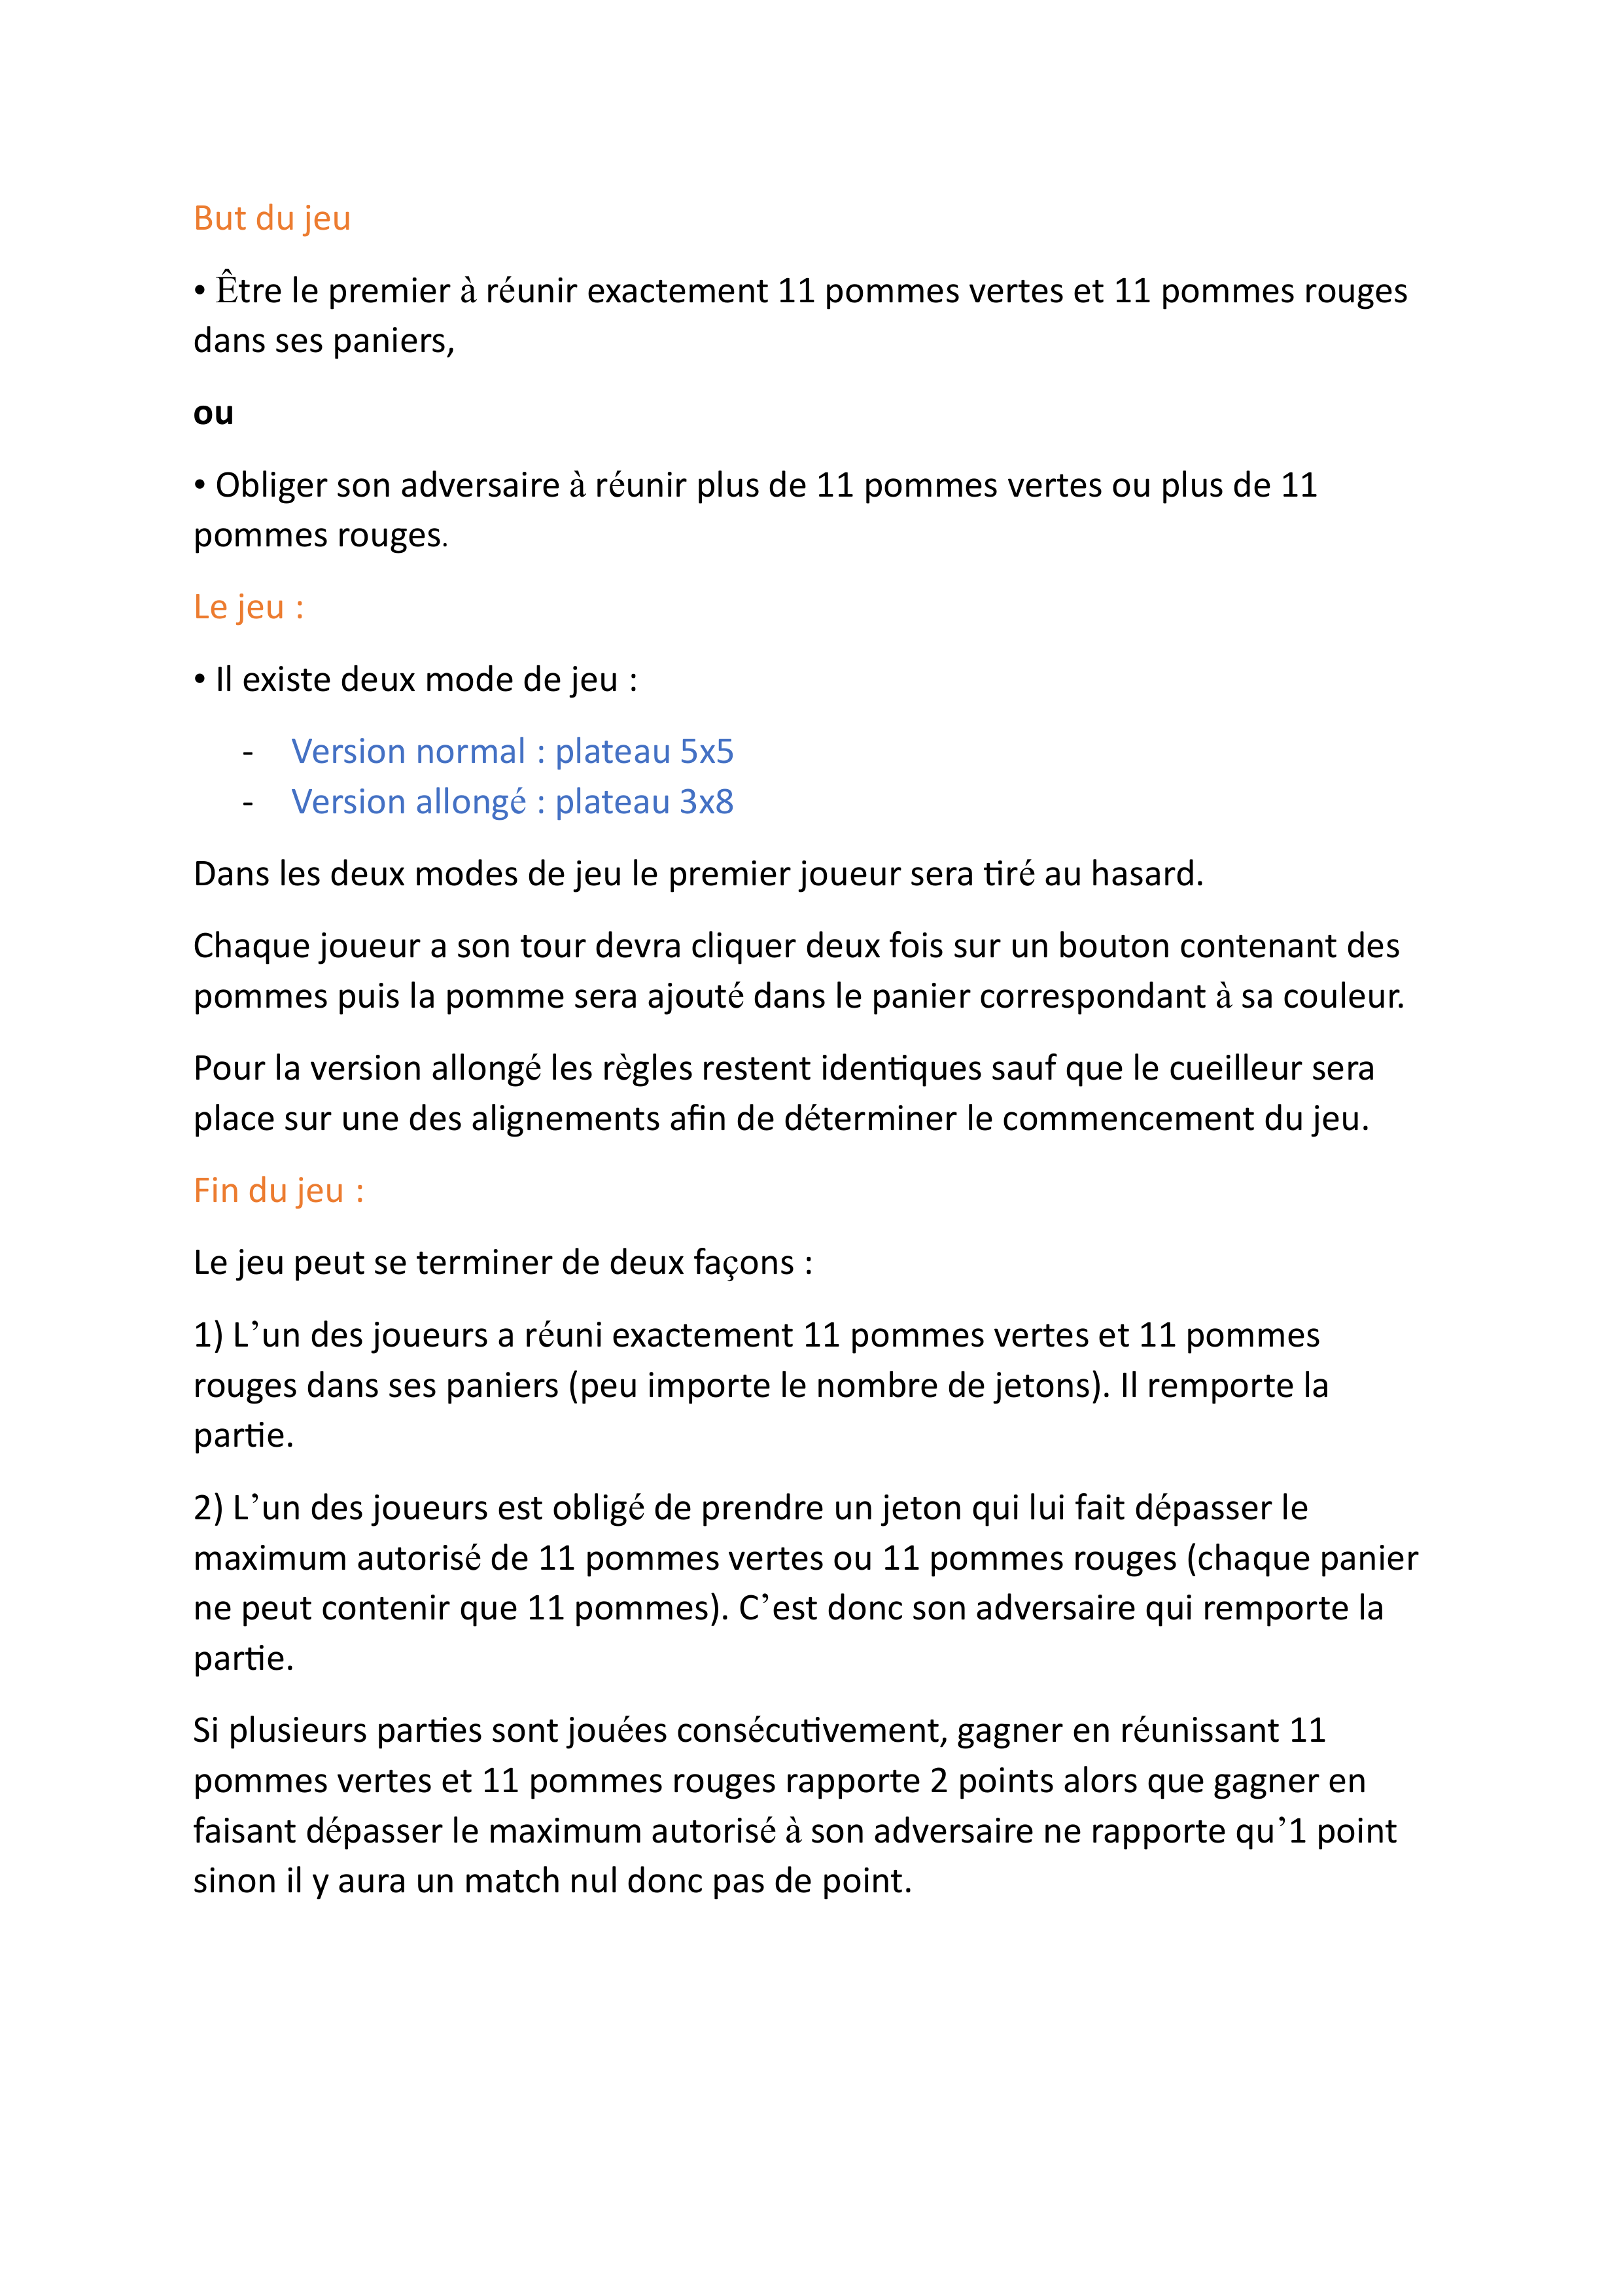 But du jeu
• Être le premier à réunir exactement 11 pommes vertes et 11 pommes rouges
dans ses paniers,
ou
• Obliger son adversaire à réunir plus de 11 pommes vertes ou plus de 11
pommes rouges.
Le jeu :
• Il existe deux mode de jeu :
- Version normal : plateau 5x5
- Version allongé : plateau 3x8
Dans les deux modes de jeu le premier joueur sera tiré au hasard.
Chaque joueur a son tour devra cliquer deux fois sur un bouton contenant des
pommes puis la pomme sera ajouté dans le panier correspondant à sa couleur.
Pour la version allongé les règles restent identiques sauf que le cueilleur sera
place sur une des alignements afin de déterminer le commencement du jeu.
Fin du jeu :
Le jeu peut se terminer de deux façons :
1) L’un des joueurs a réuni exactement 11 pommes vertes et 11 pommes
rouges dans ses paniers (peu importe le nombre de jetons). Il remporte la
partie.
2) L’un des joueurs est obligé de prendre un jeton qui lui fait dépasser le
maximum autorisé de 11 pommes vertes ou 11 pommes rouges (chaque panier
ne peut contenir que 11 pommes). C’est donc son adversaire qui remporte la
partie.
Si plusieurs parties sont jouées consécutivement, gagner en réunissant 11
pommes vertes et 11 pommes rouges rapporte 2 points alors que gagner en
faisant dépasser le maximum autorisé à son adversaire ne rapporte qu’1 point
sinon il y aura un match nul donc pas de point.